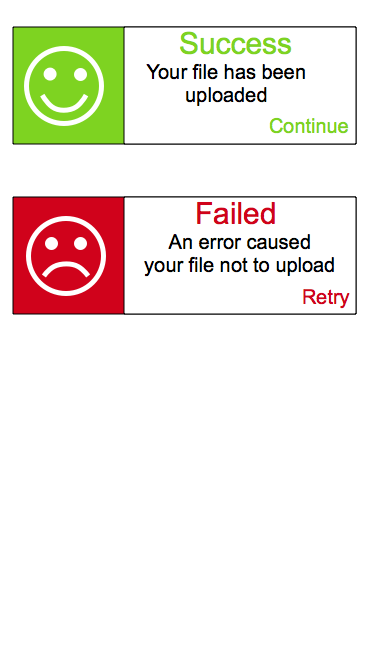 Success
Your file has been
uploaded
Continue
Failed
An error caused
your file not to upload
Retry